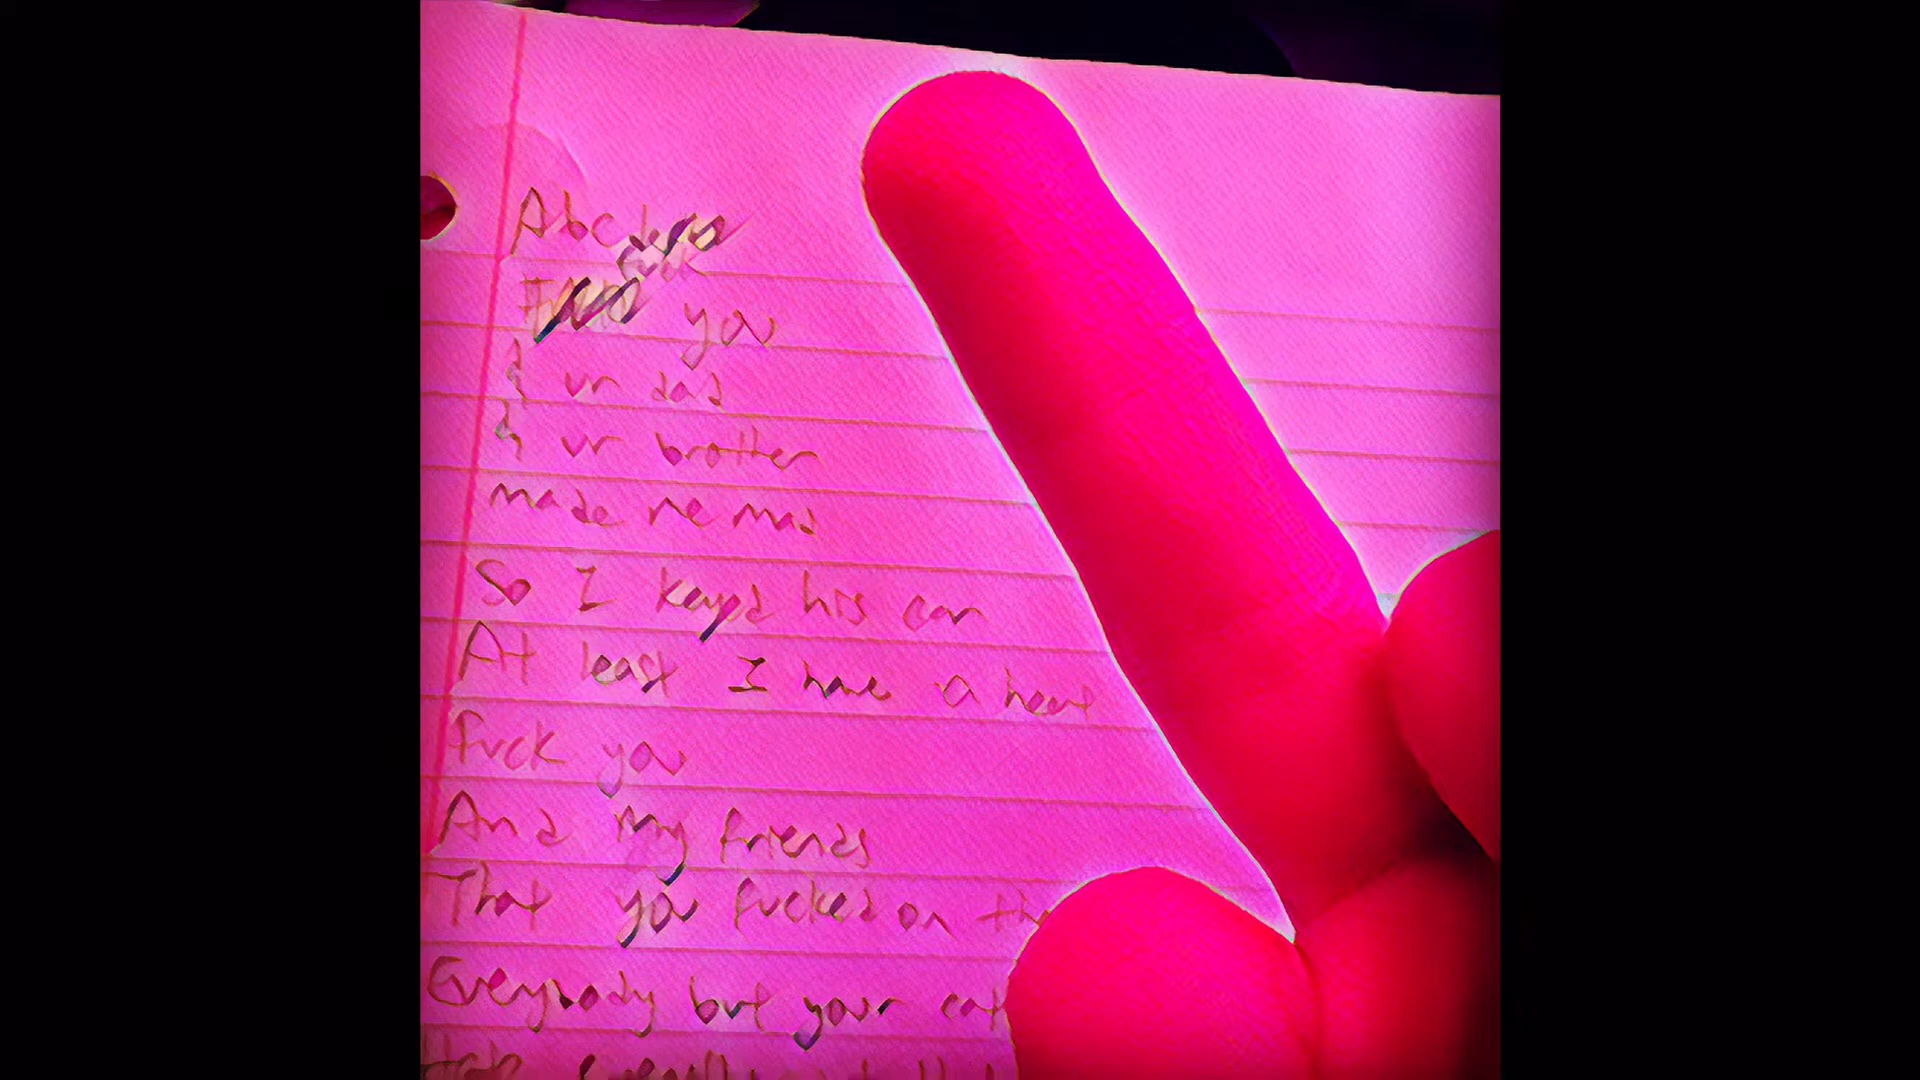 Abcdefu
fuck
you
& ur dad
& ur brother
made me mad
So I keyed his car
At least I have a heart
fuck you
And my friends
That you fucked on
Everybody but your cat